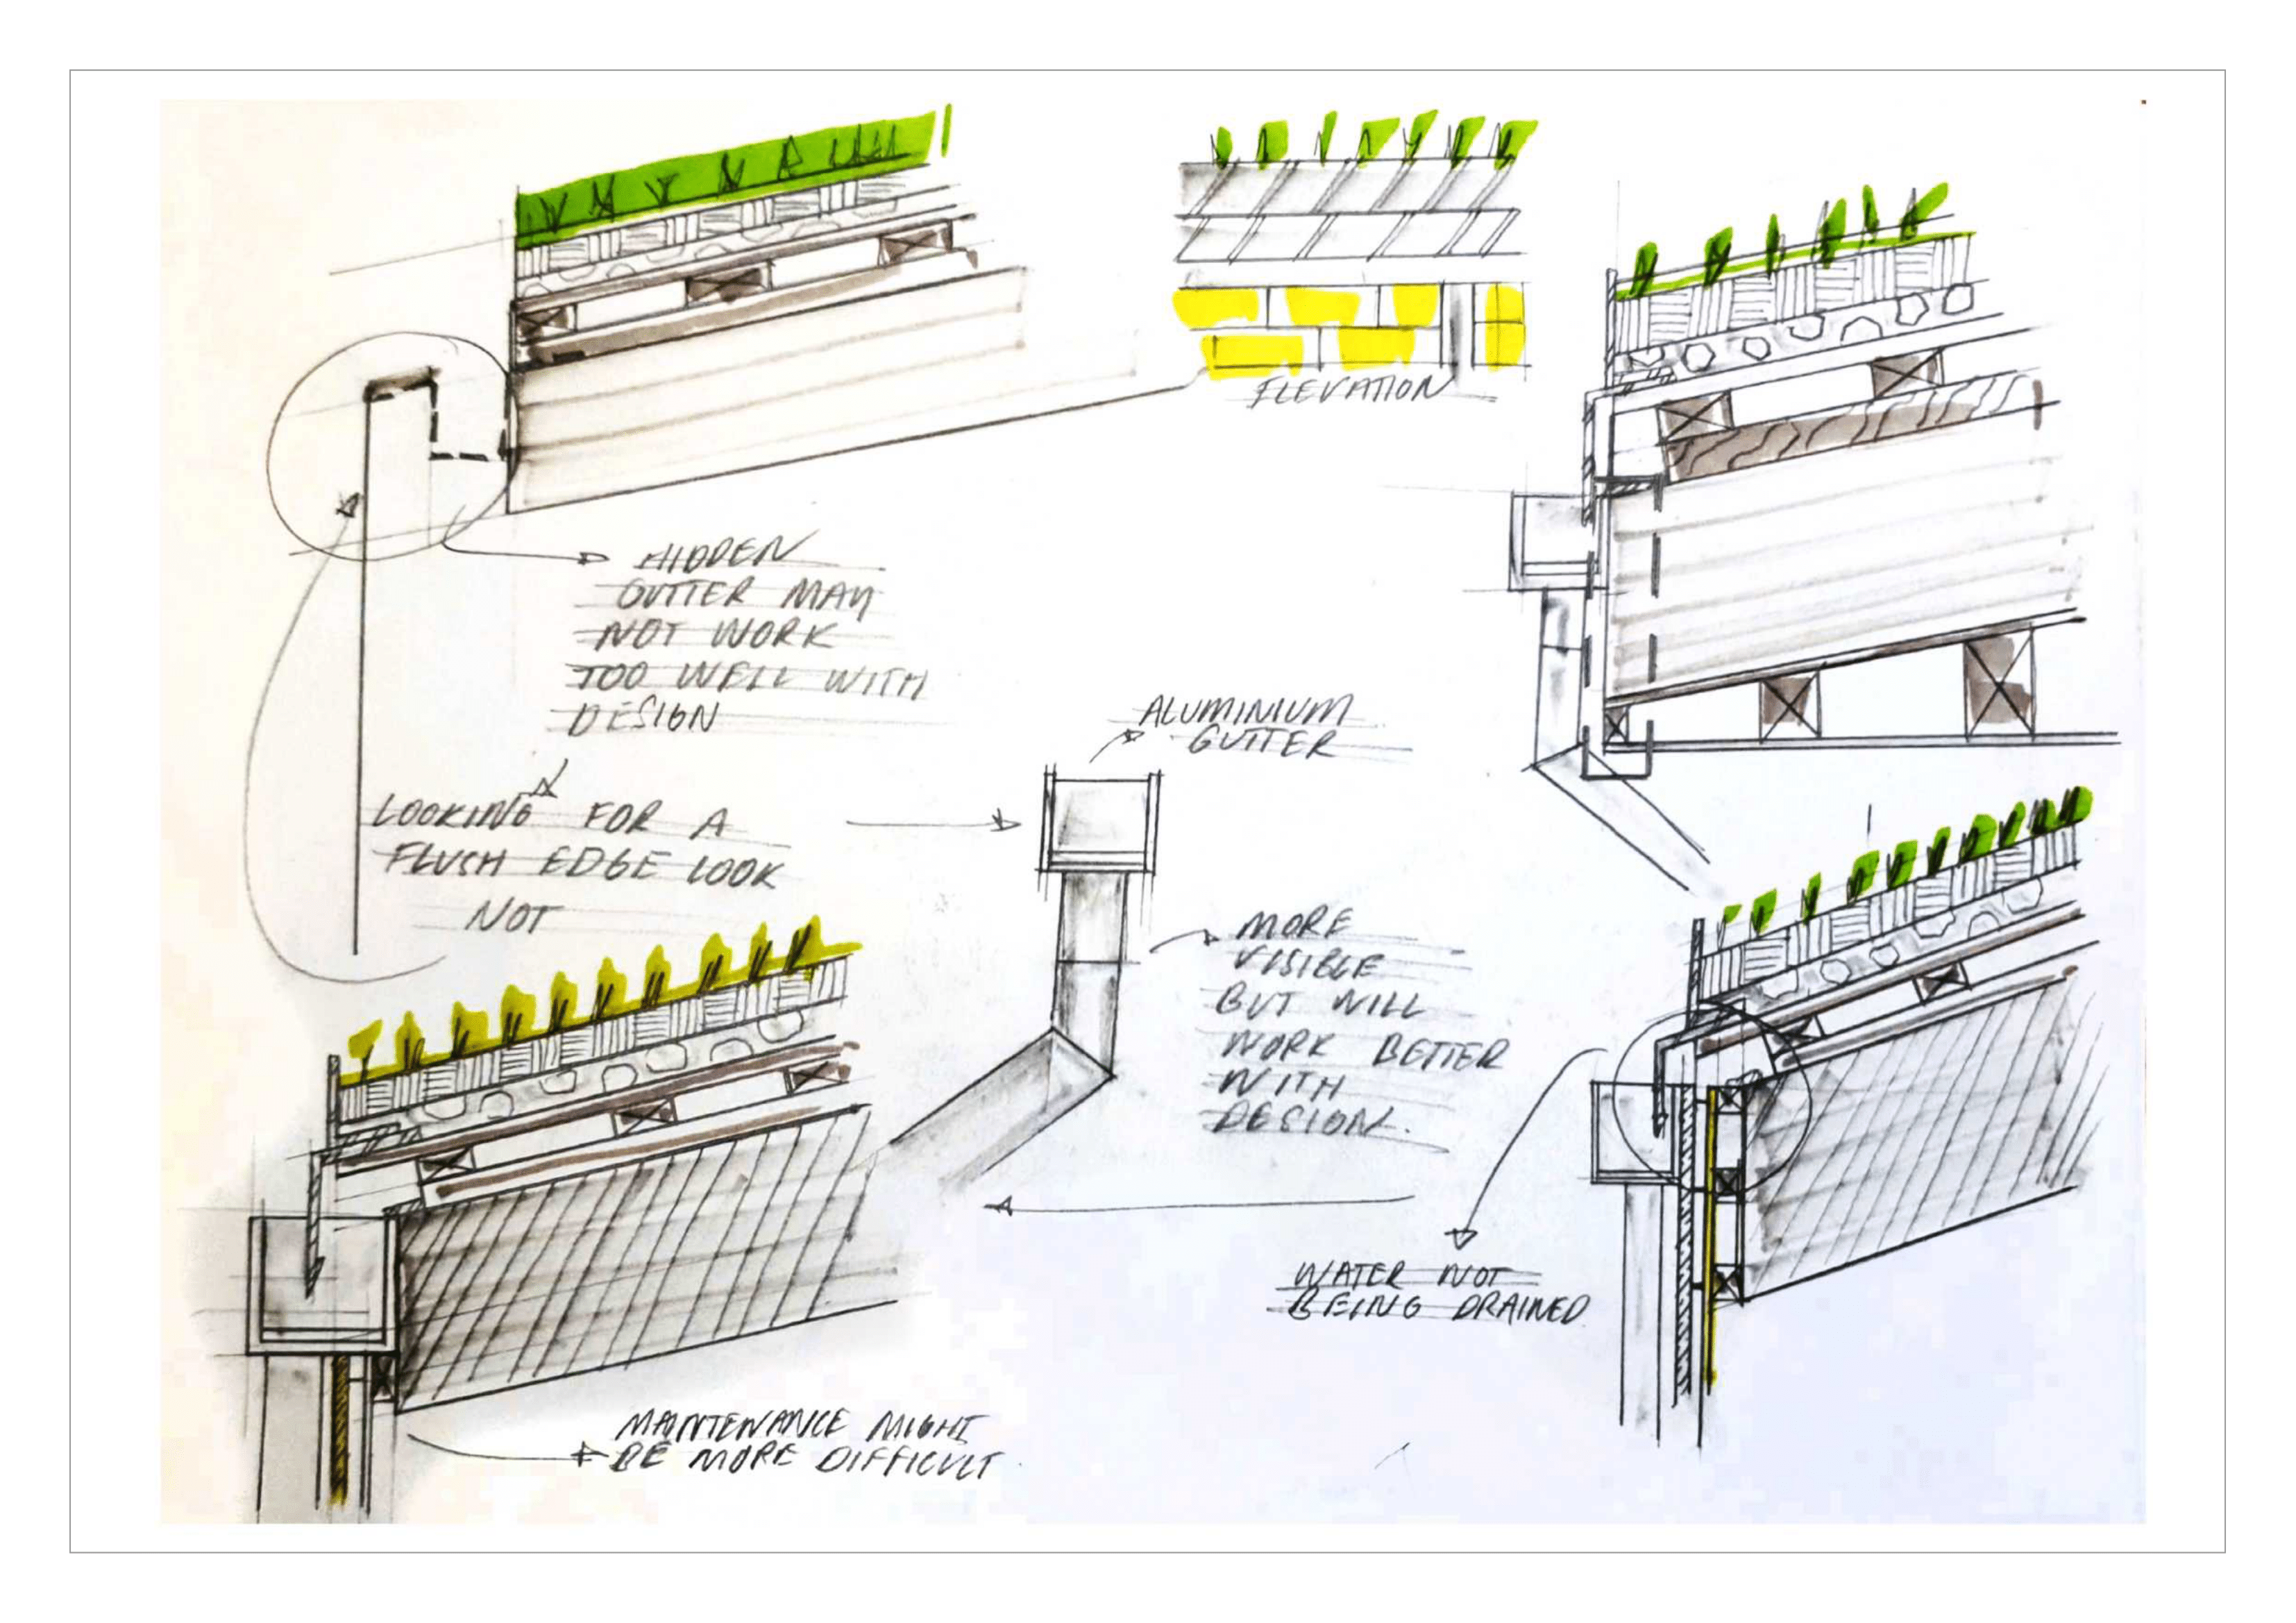 ELEVATION
HIDDEN
GUTTER MAY
NOT WORK
TOO WELL WITH
DESIGN
LOOKING FOR A
FLUSH EDGE LOOK
NOT
ALUMINIUM
GUTTER
MORE
VISIBLE
BUT WILL
WORK BETTER
WITH
DESIGN.
WATER NOT
BEING DRAINED
MAINTENANCE MIGHT
BE MORE DIFFICULT